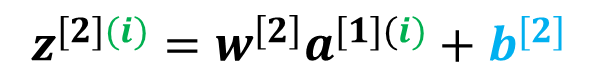 z^[2](i) = w^[2]a^[1](i) + b^[2]